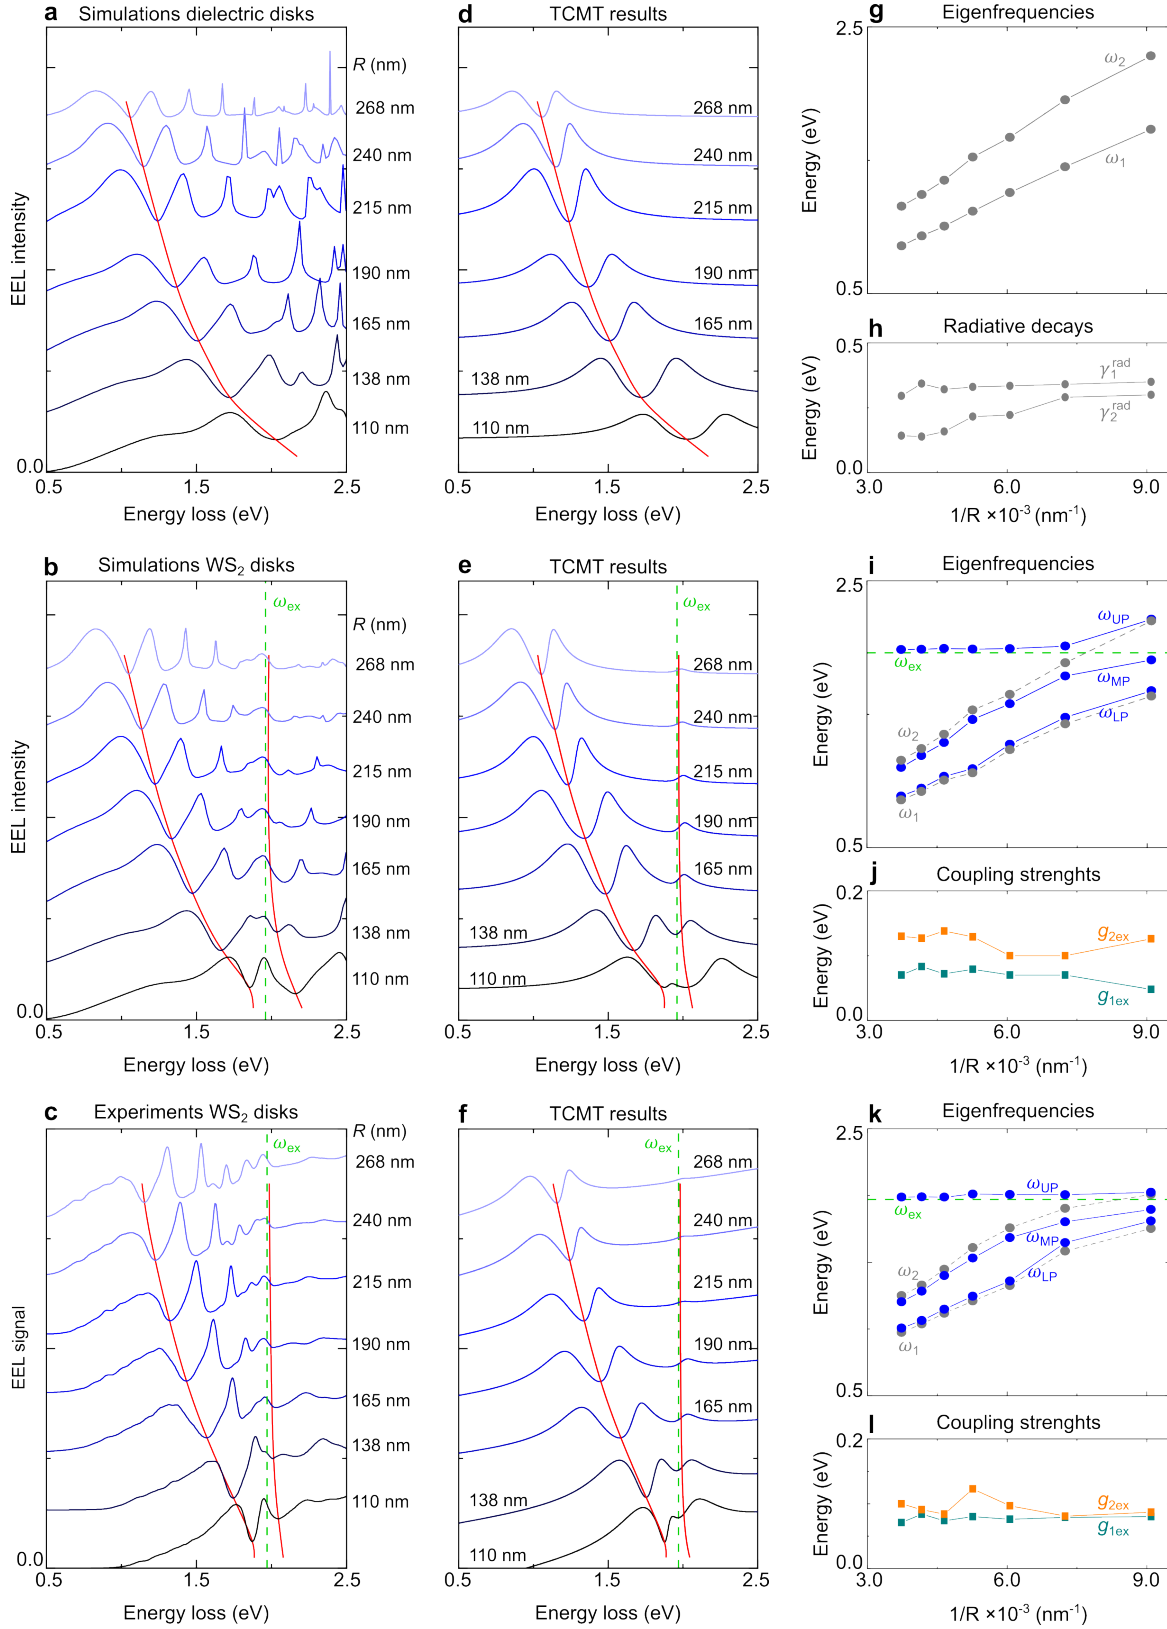 a Simulations dielectric disks
R (nm)
268 nm
240 nm
215 nm
190 nm
165 nm
138 nm
110 nm
EEL intensity
0.0
0.5 1.5 2.5
Energy loss (eV)
d TCMT results
268 nm
240 nm
215 nm
190 nm
165 nm
138 nm
110 nm
0.5 1.5 2.5
Energy loss (eV)
g Eigenfrequencies
2.5
ω2
ω1
Energy (eV)
0.5
h Radiative decays
0.5
γ1rad
γ2rad
Energy (eV)
0.0
3.0 6.0 9.0
1/R ×10-3 (nm-1)
b Simulations WS2 disks
ωex
R (nm)
268 nm
240 nm
215 nm
190 nm
165 nm
138 nm
110 nm
EEL intensity
0.0
0.5 1.5 2.5
Energy loss (eV)
e TCMT results
ωex
268 nm
240 nm
215 nm
190 nm
165 nm
138 nm
110 nm
0.5 1.5 2.5
Energy loss (eV)
i Eigenfrequencies
2.5
ωUP
ωex
ωMP
ωLP
ω2
ω1
Energy (eV)
0.5
j Coupling strenghts
0.2
g2ex
g1ex
Energy (eV)
0.0
3.0 6.0 9.0
1/R ×10-3 (nm-1)
c Experiments WS2 disks
R (nm)
ωex
268 nm
240 nm
215 nm
190 nm
165 nm
138 nm
110 nm
EEL signal
0.0
0.5 1.5 2.5
Energy loss (eV)
f TCMT results
ωex
268 nm
240 nm
215 nm
190 nm
165 nm
138 nm
110 nm
0.5 1.5 2.5
Energy loss (eV)
k Eigenfrequencies
2.5
ωUP
ωex
ωMP
ωLP
ω2
ω1
Energy (eV)
0.5
l Coupling strenghts
0.2
g2ex
g1ex
Energy (eV)
0.0
3.0 6.0 9.0
1/R ×10-3 (nm-1)